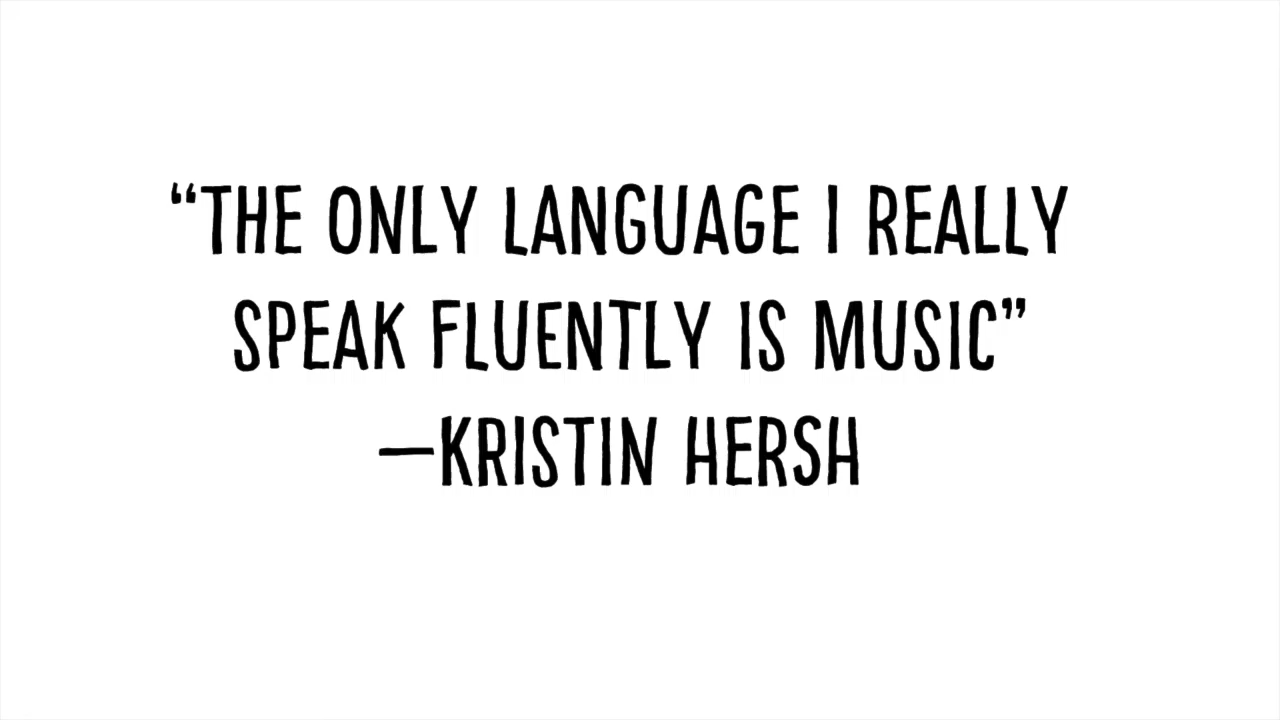 “THE ONLY LANGUAGE I REALLY
SPEAK FLUENTLY IS MUSIC”
—KRISTIN HERSH